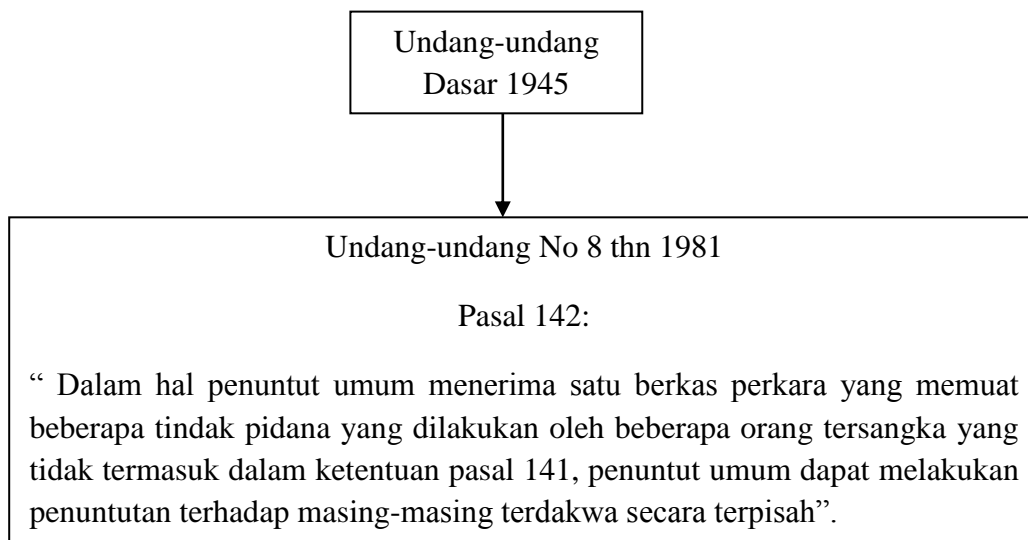 Undang-undang
Dasar 1945
Undang-undang No 8 thn 1981
Pasal 142:
“ Dalam hal penuntut umum menerima satu berkas perkara yang memuat
beberapa tindak pidana yang dilakukan oleh beberapa orang tersangka yang
tidak termasuk dalam ketentuan pasal 141, penuntut umum dapat melakukan
penuntutan terhadap masing-masing terdakwa secara terpisah”.